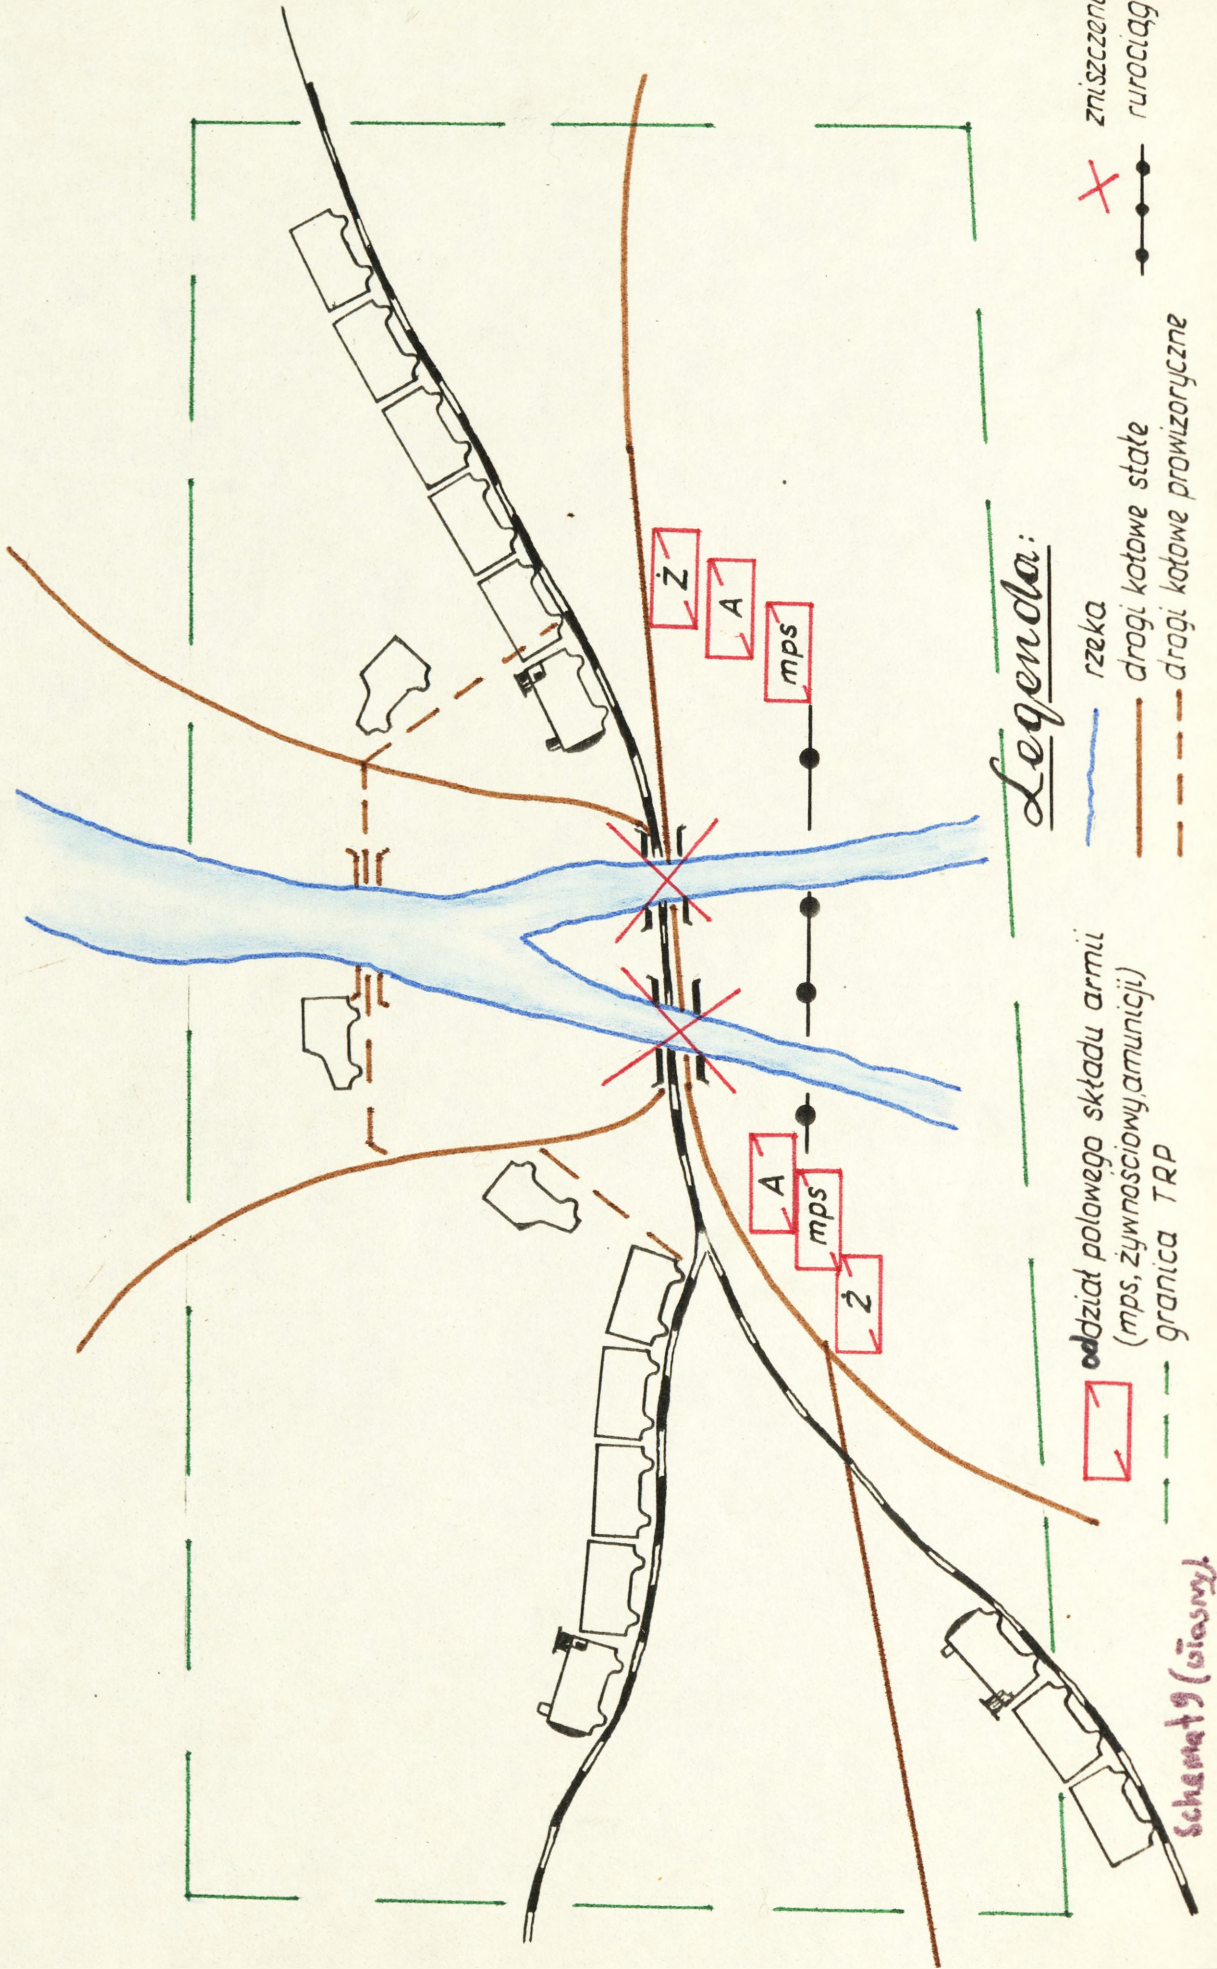 Ż
A
mps
A
mps
Ż
Legenda:
oddział polowego składu armii
(mps, żywnościowy, amunicji)
granica TRP
rzeka
drogi kołowe stałe
drogi kołowe prowizoryczne
rurociąg
Schemat 9 (własny).